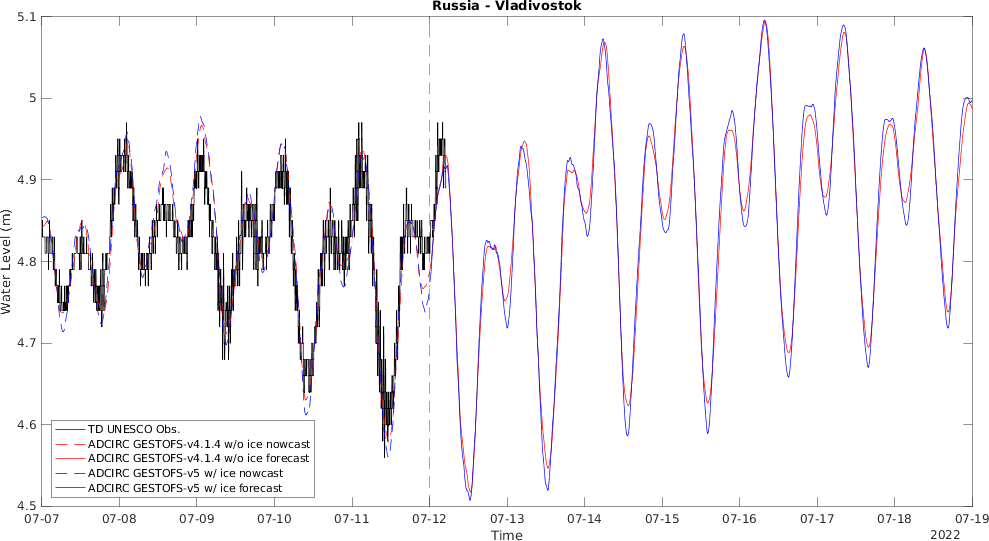 Russia - Vladivostok
5.1
5
4.9
4.8
4.7
4.6
4.5
Water Level (m)
TD UNESCO Obs.
ADCIRC GESTOFS-v4.1.4 w/o ice nowcast
ADCIRC GESTOFS-v4.1.4 w/o ice forecast
ADCIRC GESTOFS-v5 w/ ice nowcast
ADCIRC GESTOFS-v5 w/ ice forecast
07-07 07-08 07-09 07-10 07-11 07-12 07-13 07-14 07-15 07-16 07-17 07-18 07-19
Time
2022